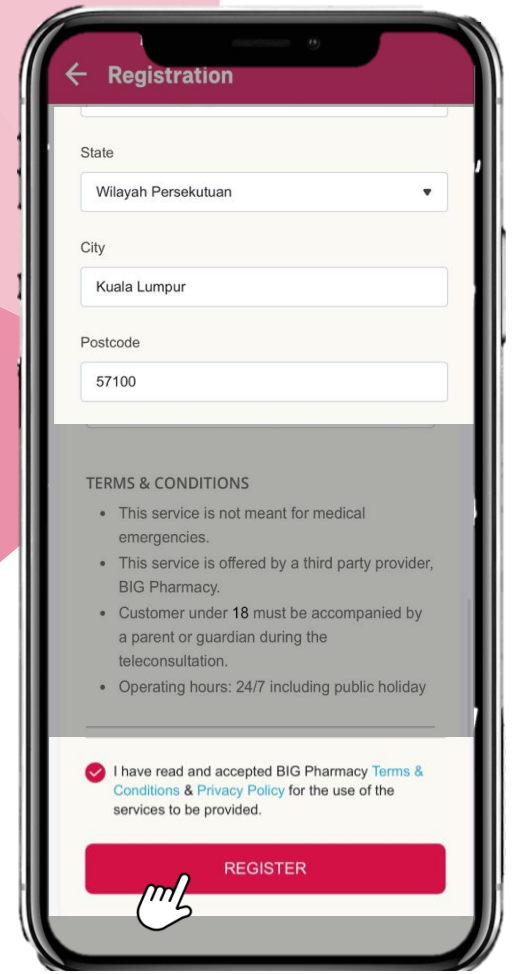 Registration
State
Wilayah Persekutuan
City
Kuala Lumpur
Postcode
57100
TERMS & CONDITIONS
• This service is not meant for medical
emergencies.
• This service is offered by a third party provider,
BIG Pharmacy.
• Customer under 18 must be accompanied by
a parent or guardian during the
teleconsultation.
• Operating hours: 24/7 including public holiday
I have read and accepted BIG Pharmacy Terms &
Conditions & Privacy Policy for the use of the
services to be provided.
REGISTER